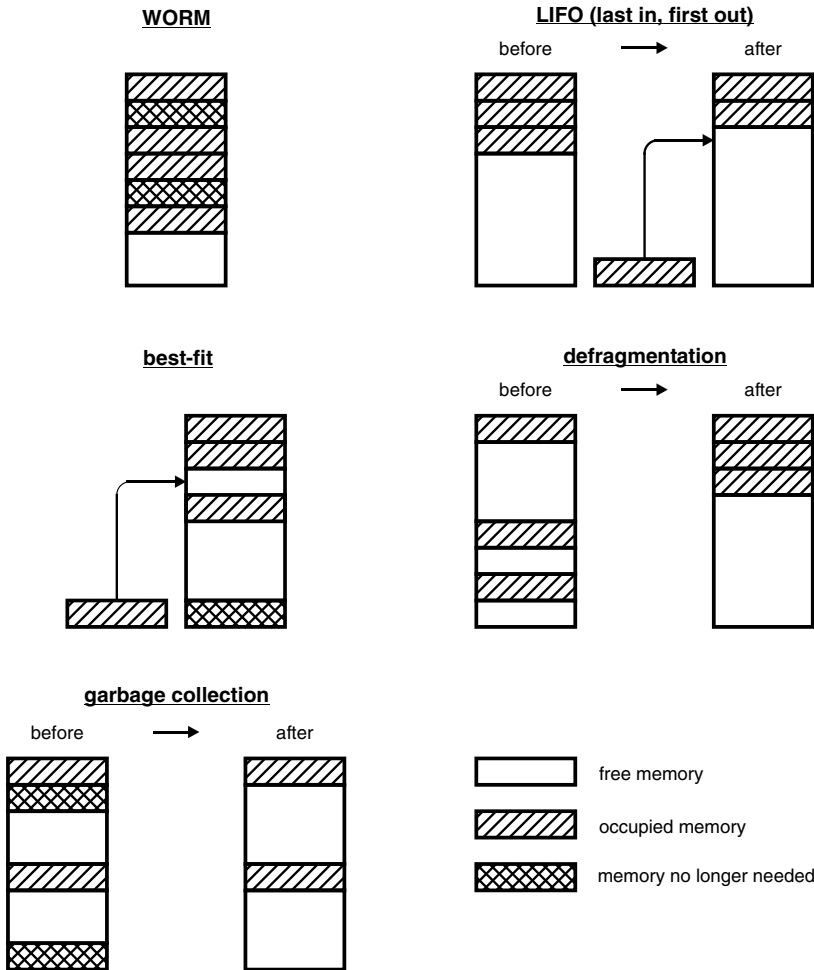 WORM
LIFO (last in, first out)
before
after
best-fit
defragmentation
before
after
garbage collection
before
after
free memory
occupied memory
memory no longer needed